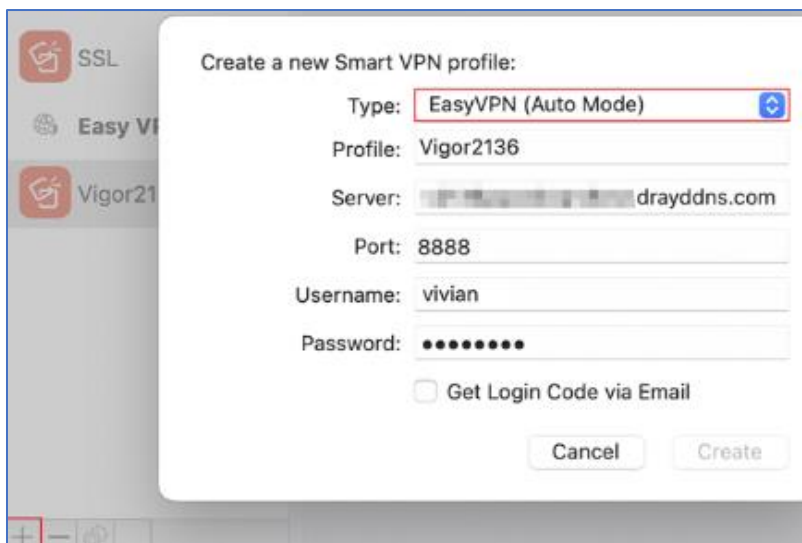 SSL
Easy VP
Vigor21
Create a new Smart VPN profile:
Type: EasyVPN (Auto Mode)
Profile: Vigor2136
Server: drayddns.com
Port: 8888
Username: vivian
Password: ••••••••
Get Login Code via Email
Cancel Create